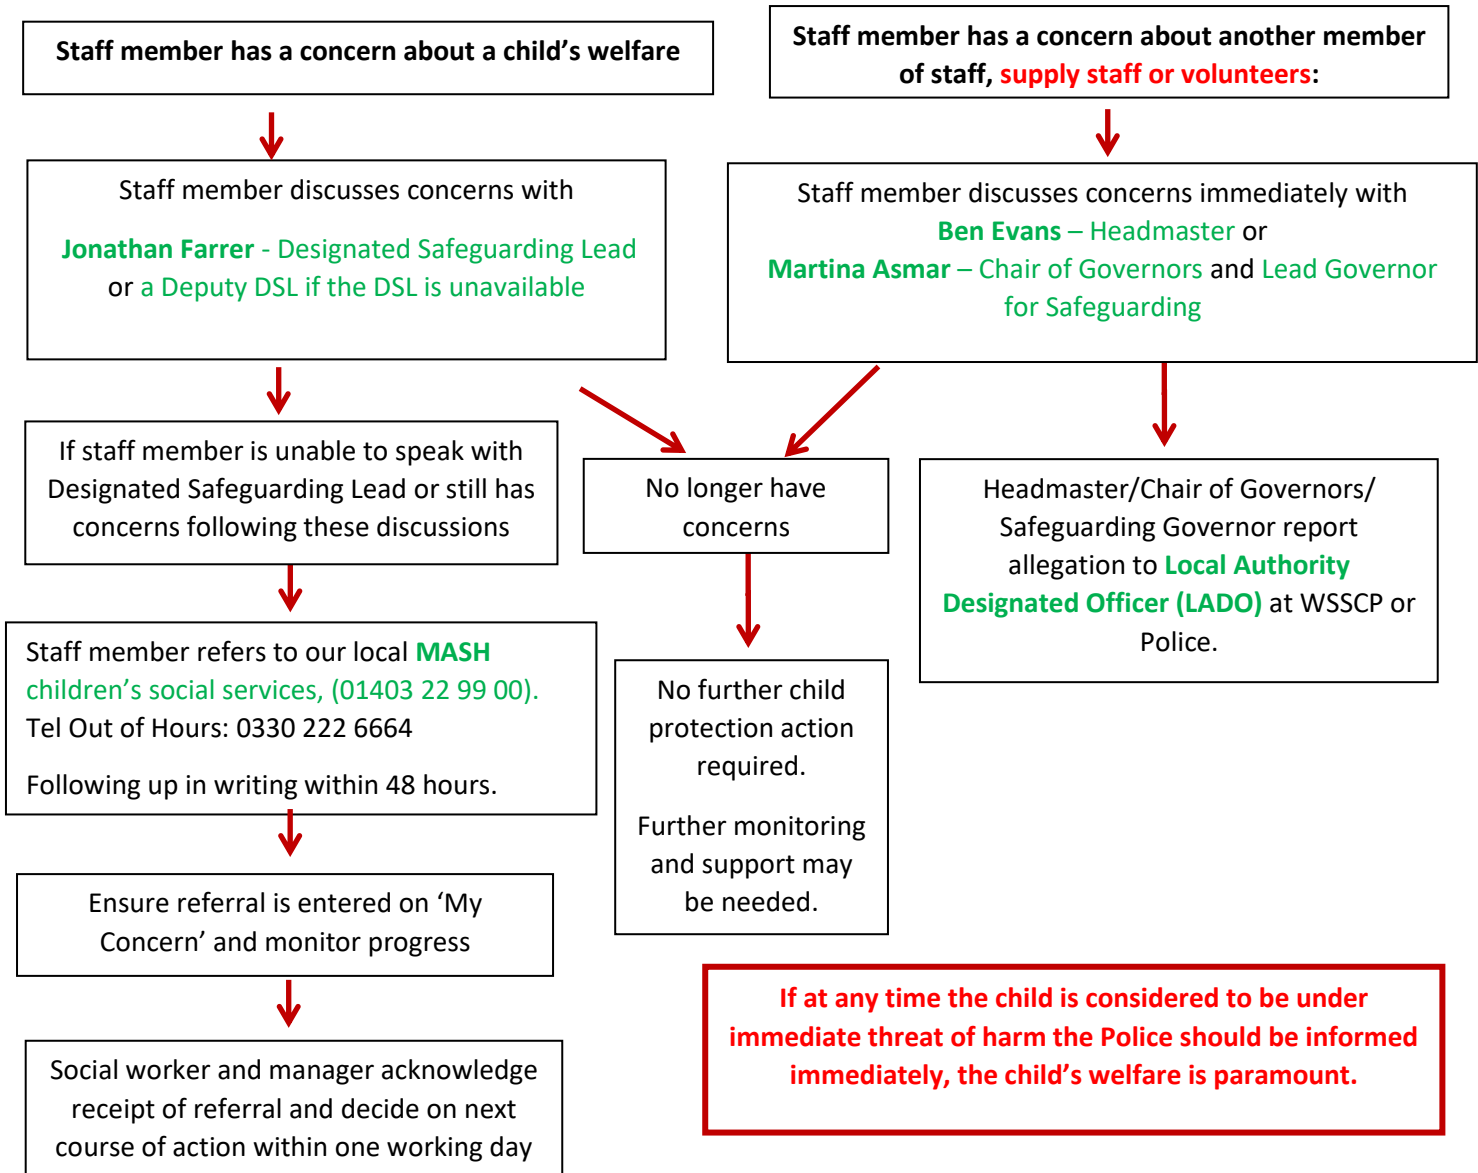 Staff member has a concern about a child’s welfare
Staff member has a concern about another member
of staff, supply staff or volunteers:
Staff member discusses concerns with
Jonathan Farrer - Designated Safeguarding Lead
or a Deputy DSL if the DSL is unavailable
Staff member discusses concerns immediately with
Ben Evans – Headmaster or
Martina Asmar – Chair of Governors and Lead Governor
for Safeguarding
If staff member is unable to speak with
Designated Safeguarding Lead or still has
concerns following these discussions
No longer have
concerns
Headmaster/Chair of Governors/
Safeguarding Governor report
allegation to Local Authority
Designated Officer (LADO) at WSSCP or
Police.
Staff member refers to our local MASH
children’s social services, (01403 22 99 00).
Tel Out of Hours: 0330 222 6664
Following up in writing within 48 hours.
No further child
protection action
required.
Further monitoring
and support may
be needed.
Ensure referral is entered on ‘My
Concern’ and monitor progress
If at any time the child is considered to be under
immediate threat of harm the Police should be informed
immediately, the child’s welfare is paramount.
Social worker and manager acknowledge
receipt of referral and decide on next
course of action within one working day